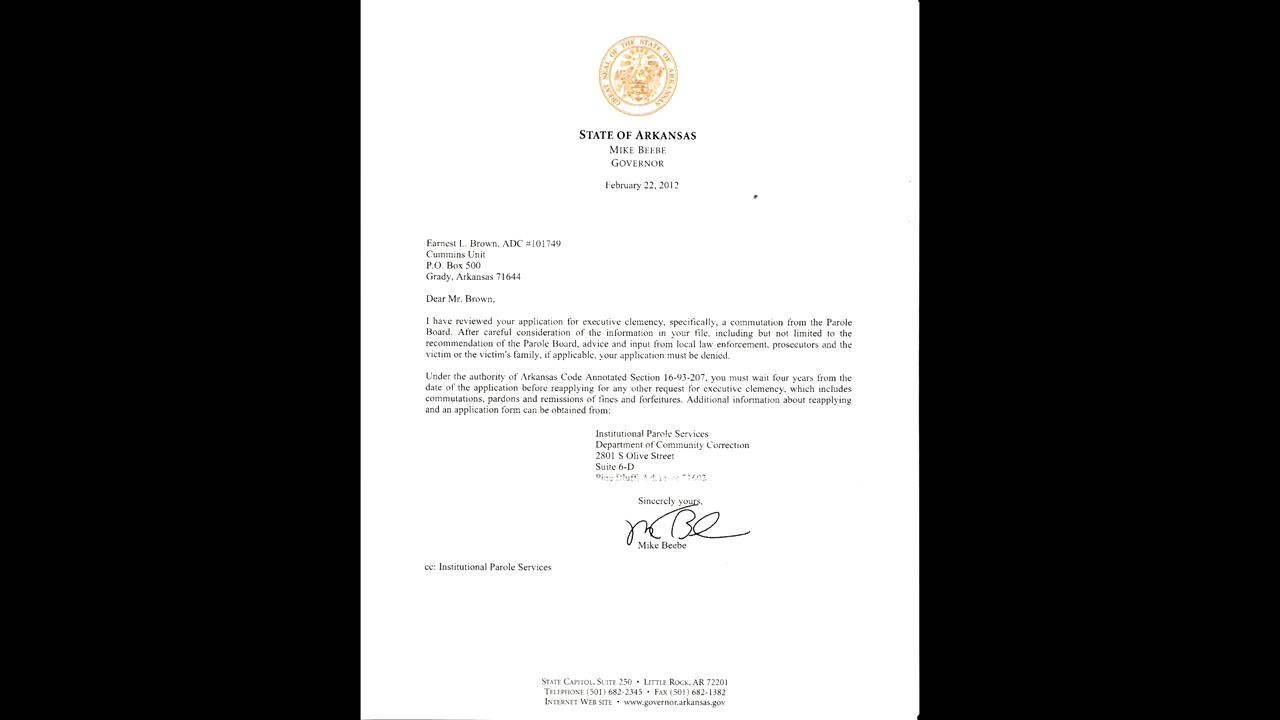 GREAT SEAL OF THE STATE OF ARKANSAS
STATE OF ARKANSAS
MIKE BEEBE
GOVERNOR
February 22, 2012
Earnest L. Brown, ADC #101749
Cummins Unit
P.O. Box 500
Grady, Arkansas 71644
Dear Mr. Brown,
I have reviewed your application for executive clemency, specifically, a commutation from the Parole
Board. After careful consideration of the information in your file, including but not limited to the
recommendation of the Parole Board, advice and input from local law enforcement, prosecutors and the
victim or the victim's family, if applicable, your application must be denied.
Under the authority of Arkansas Code Annotated Section 16-93-207, you must wait four years from the
date of the application before reapplying for any other request for executive clemency, which includes
commutations, pardons and remissions of fines and forfeitures. Additional information about reapplying
and an application form can be obtained from:
Institutional Parole Services
Department of Community Correction
2801 S Olive Street
Suite 6-D
Pine Bluff,
Sincerely yours,
Mike Beebe
cc: Institutional Parole Services
STATE CAPITOL, SUITE 250 • LITTLE ROCK, AR 72201
TELEPHONE (501) 682-2345 • FAX (501) 682-1382
INTERNET WEB SITE • www.governor.arkansas.gov